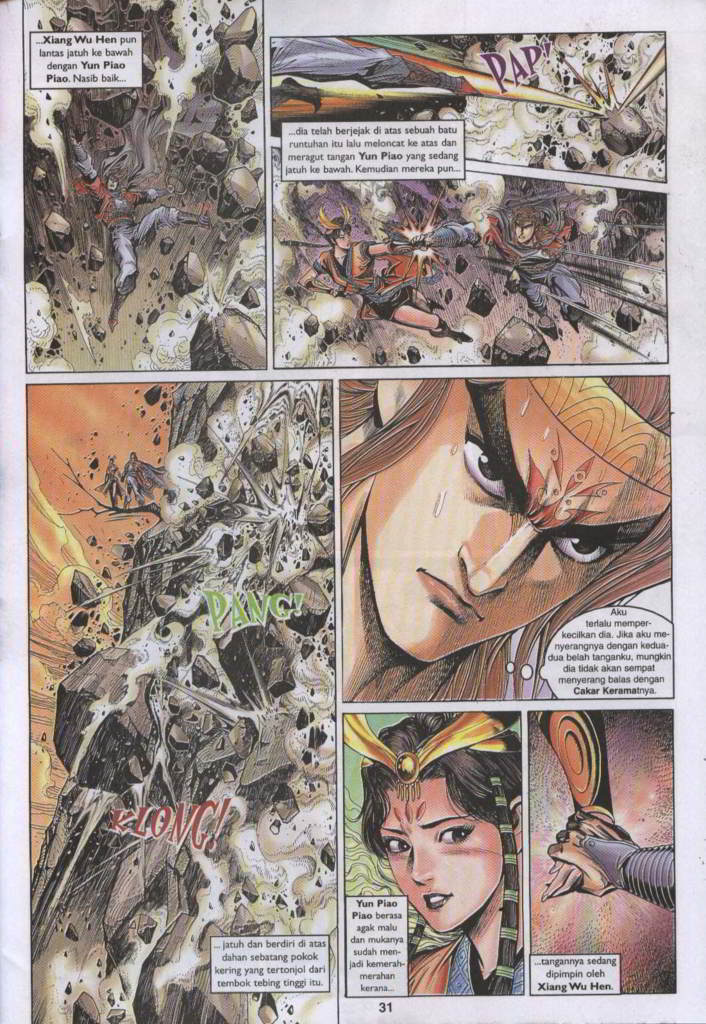 ...Xiang Wu Hen pun
lantas jatuh ke bawah
dengan Yun Piao
Piao. Nasib baik...
PAP!
...dia telah berjejak di atas sebuah batu
runtuhan itu lalu meloncat ke atas dan
meragut tangan Yun Piao yang sedang
jatuh ke bawah. Kemudian mereka pun...
PANG!
KLONG!
... jatuh dan berdiri di atas
dahan sebatang pokok
kering yang tertonjol dari
tembok tebing tinggi itu.
Aku
terlalu memper-
kecilkan dia. Jika aku me-
nyerangnya dengan kedua-
dua belah tanganku, mungkin
dia tidak akan sempat
menyerang balas dengan
Cakar Keramatnya.
Yun Piao
Piao berasa
agak malu
dan mukanya
sudah men-
jadi kemerah-
merahan
kerana...
...tangannya sedang
dipimpin oleh
Xiang Wu Hen.
31